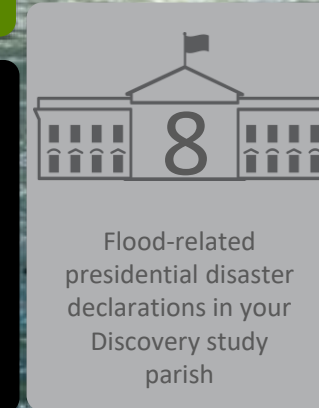 8
Flood-related
presidential disaster
declarations in your
Discovery study
parish